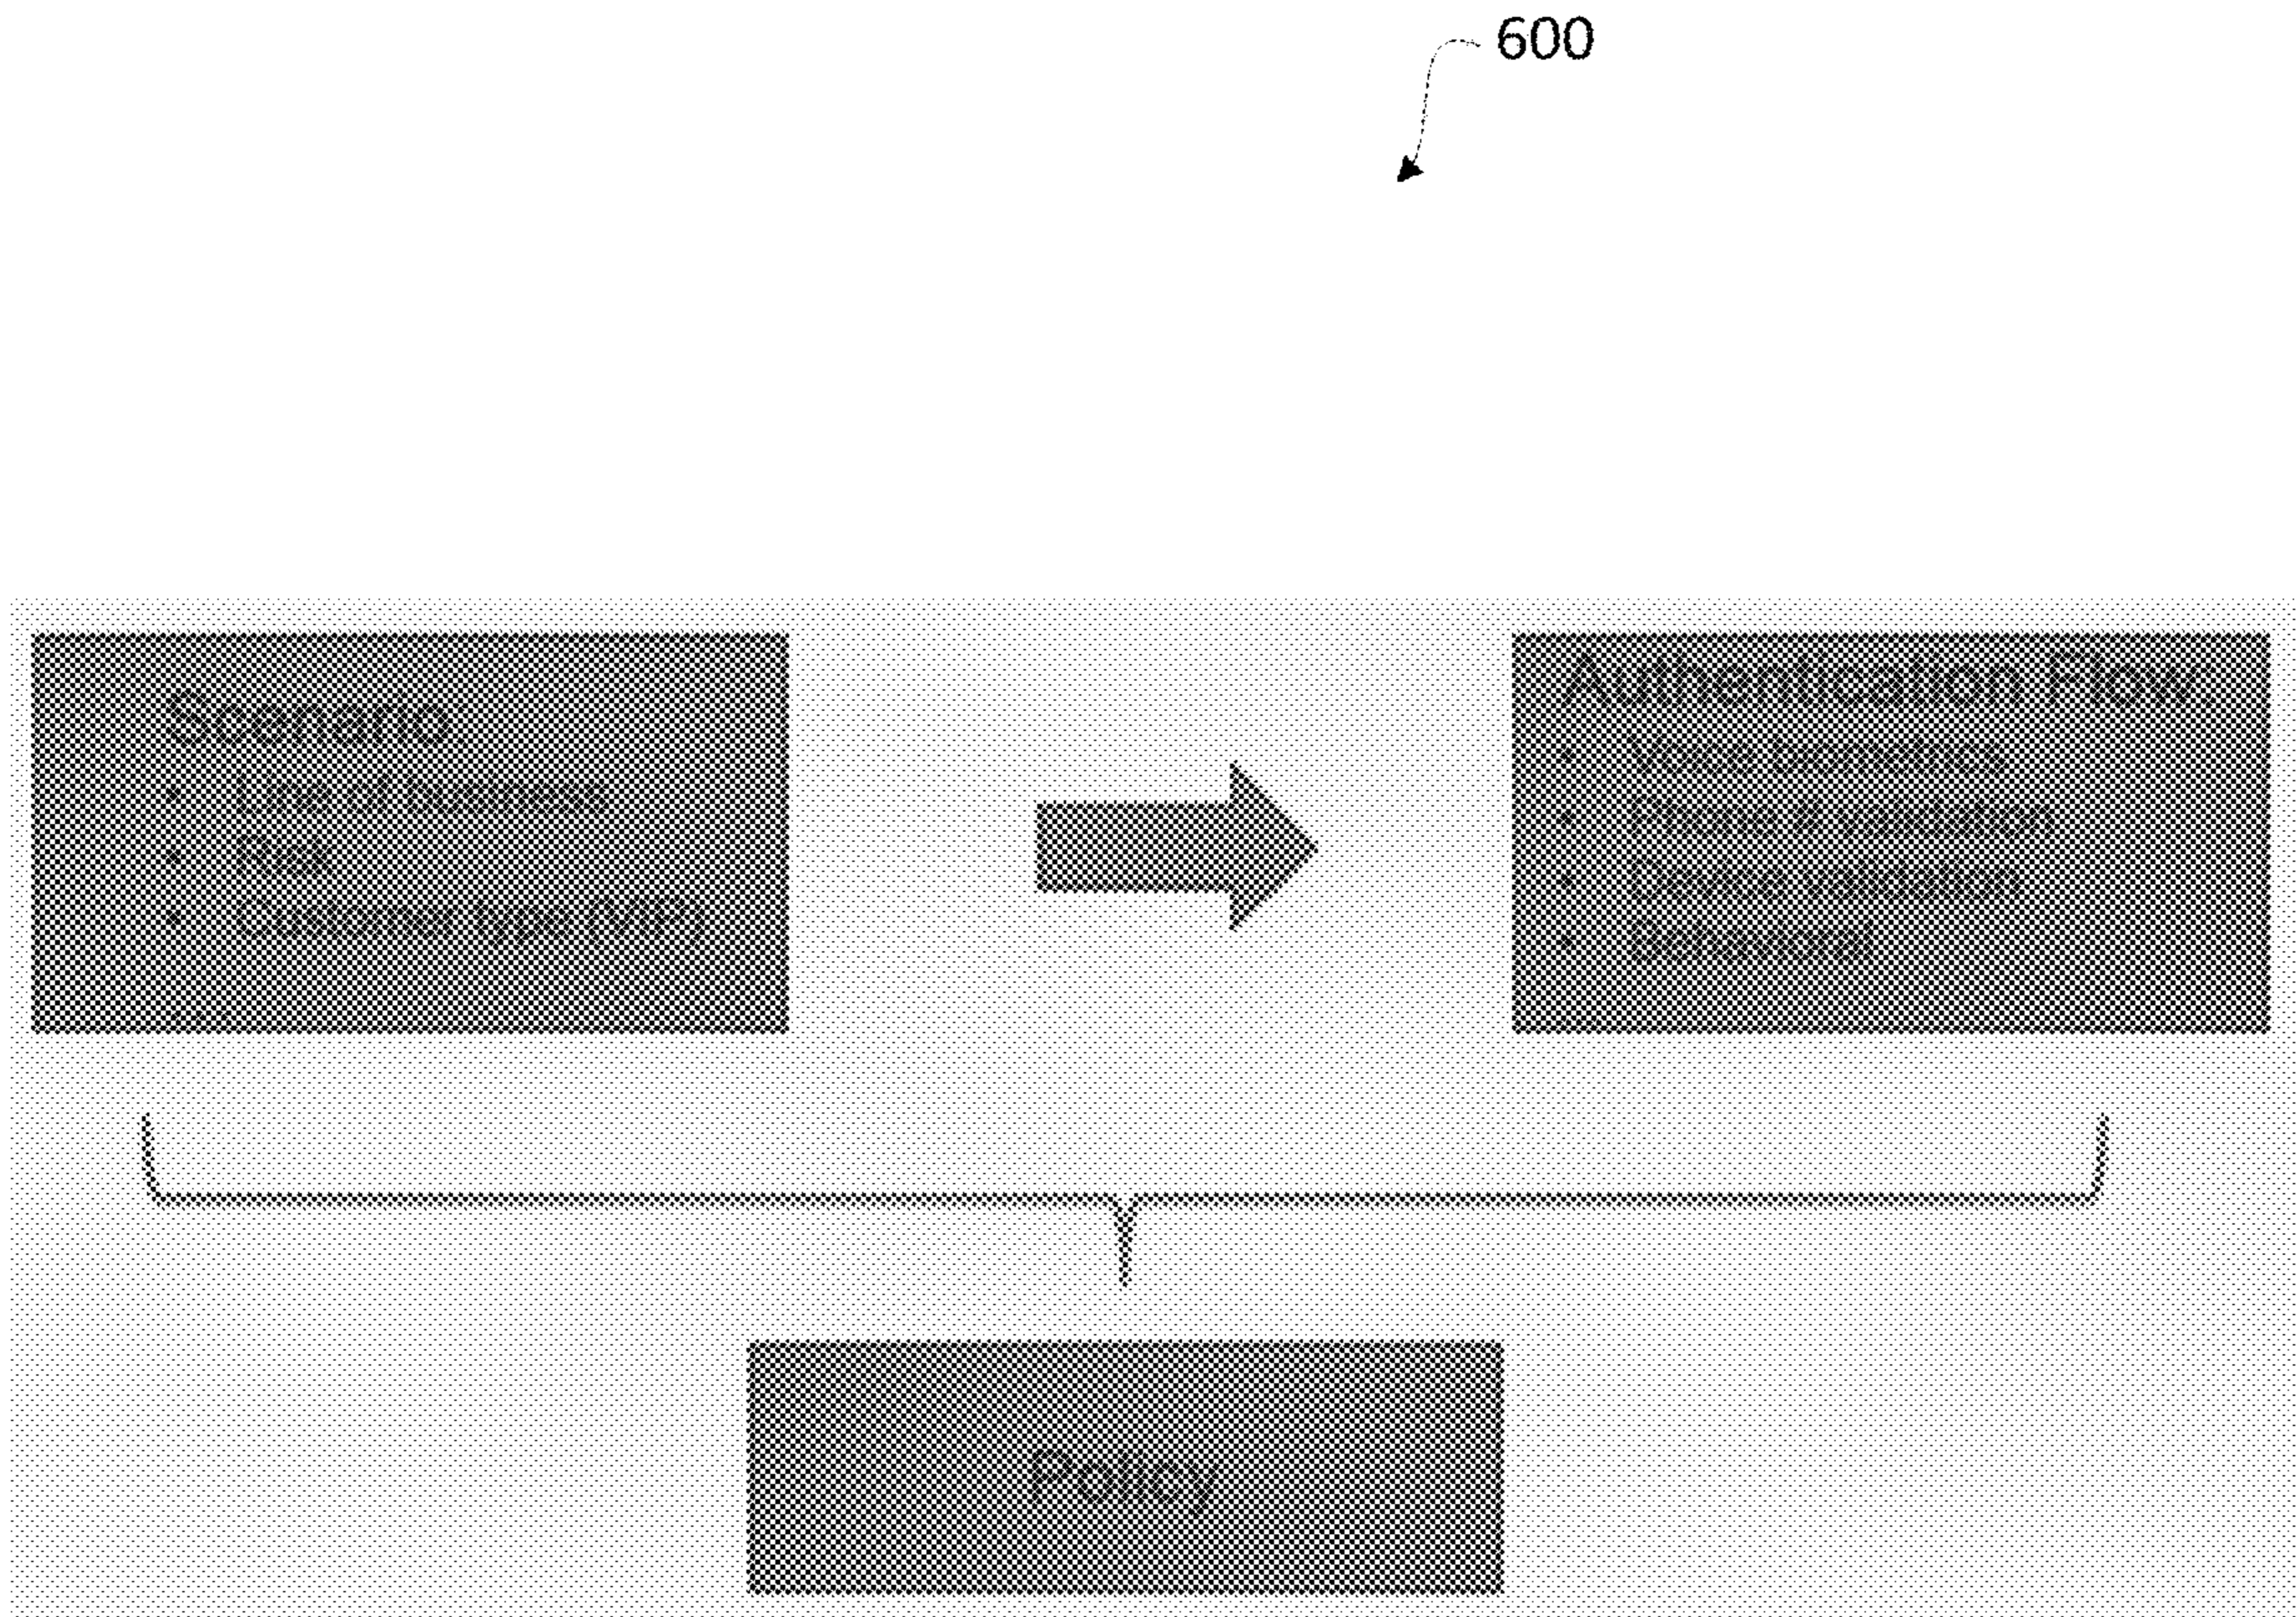 600
Scenario
• Line of business
• Risk
• Customer type (VIP)
Authentication Flow
• Voice biometrics
• Phone # validation
• Device validation
• Behavioral
Policy